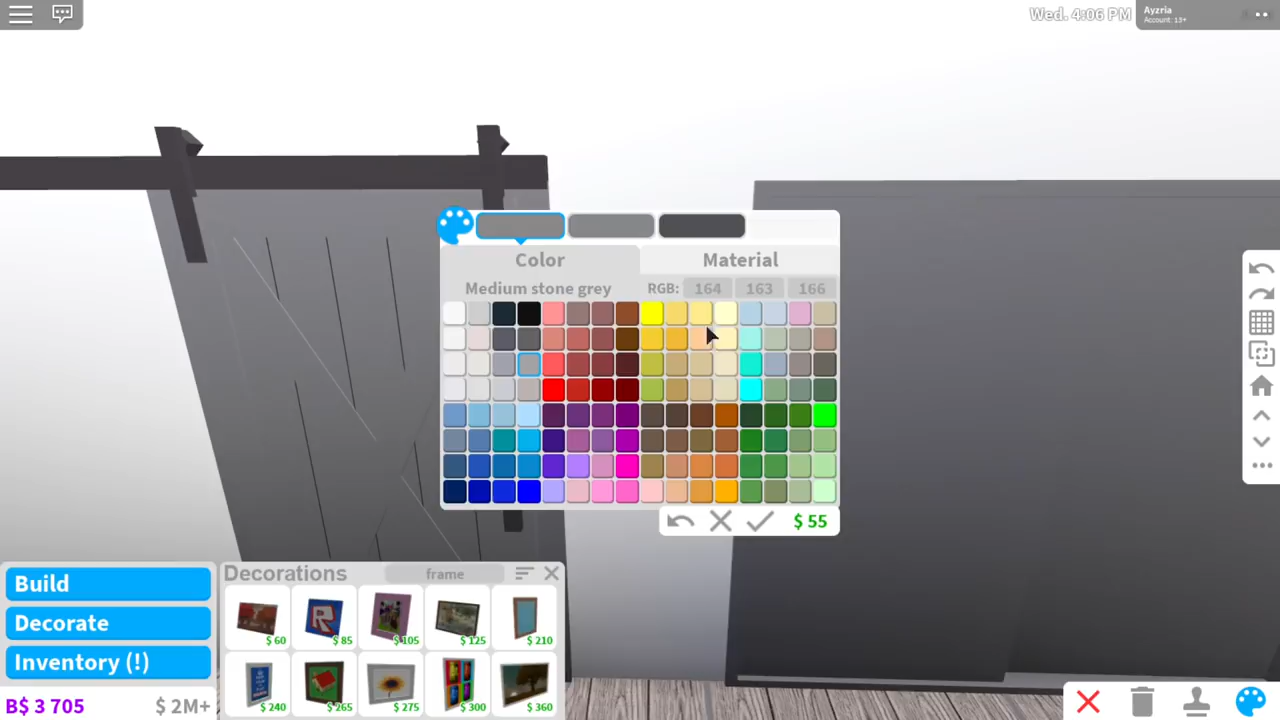 Wed. 4:06 PM
Ayzria
Account: 13+
Color
Material
Medium stone grey
RGB: 164 163 166
$ 55
Build
Decorate
Inventory (!)
B$ 3 705
$ 2M+
Decorations
frame
$ 60
$ 85
$ 105
$ 125
$ 210
$ 240
$ 265
$ 275
$ 300
$ 360